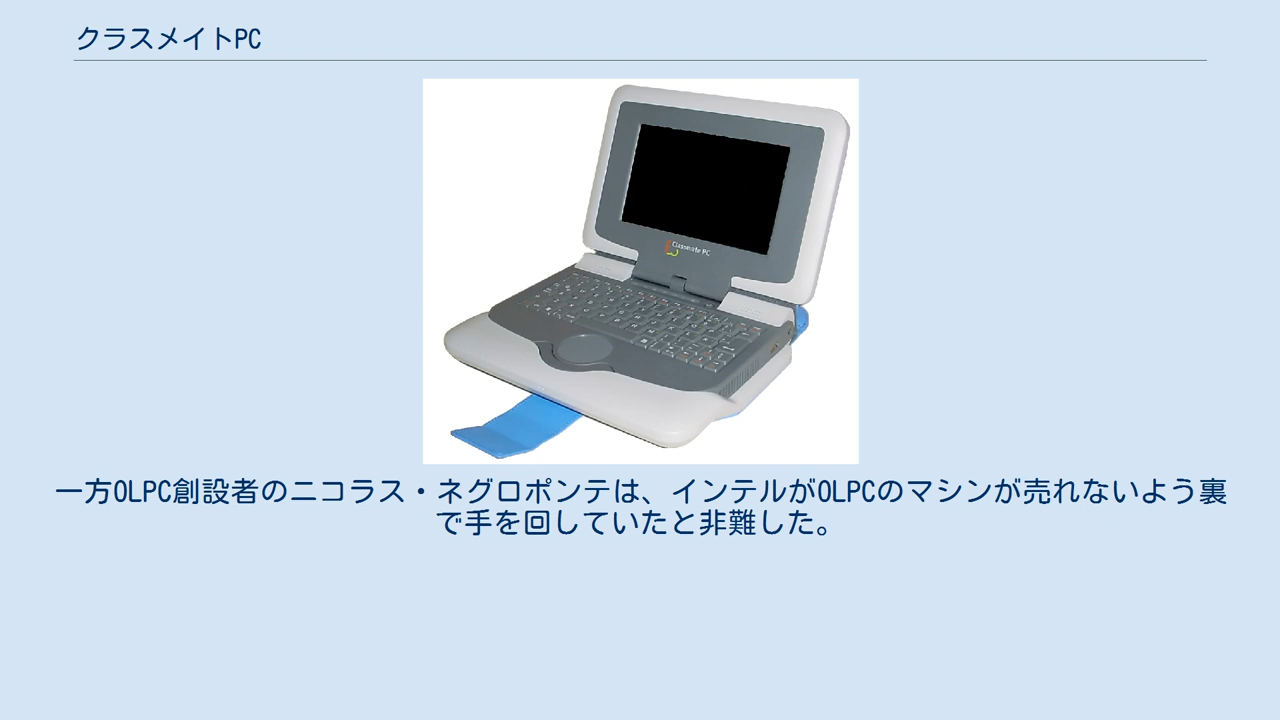 クラスメイトPC
Classmate PC
一方OLPC創設者のニコラス・ネグロポンテは、インテルがOLPCのマシンが売れないよう裏
で手を回していたと非難した。